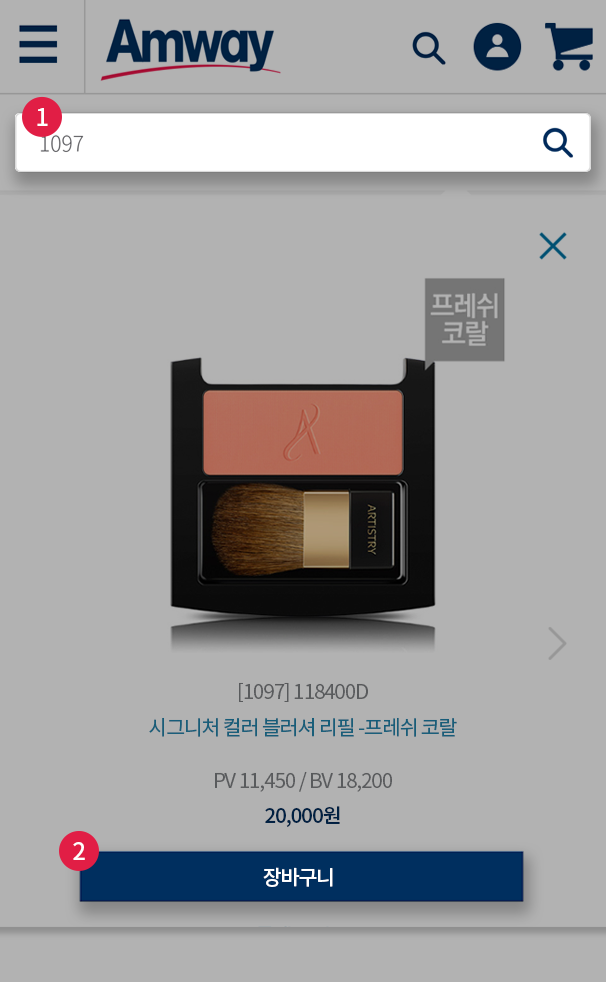 Amway
1
1097
프레쉬
코랄
ARTISTRY
[1097] 118400D
시그니처 컬러 블러셔 리필 -프레쉬 코랄
PV 11,450 / BV 18,200
20,000원
2
장바구니